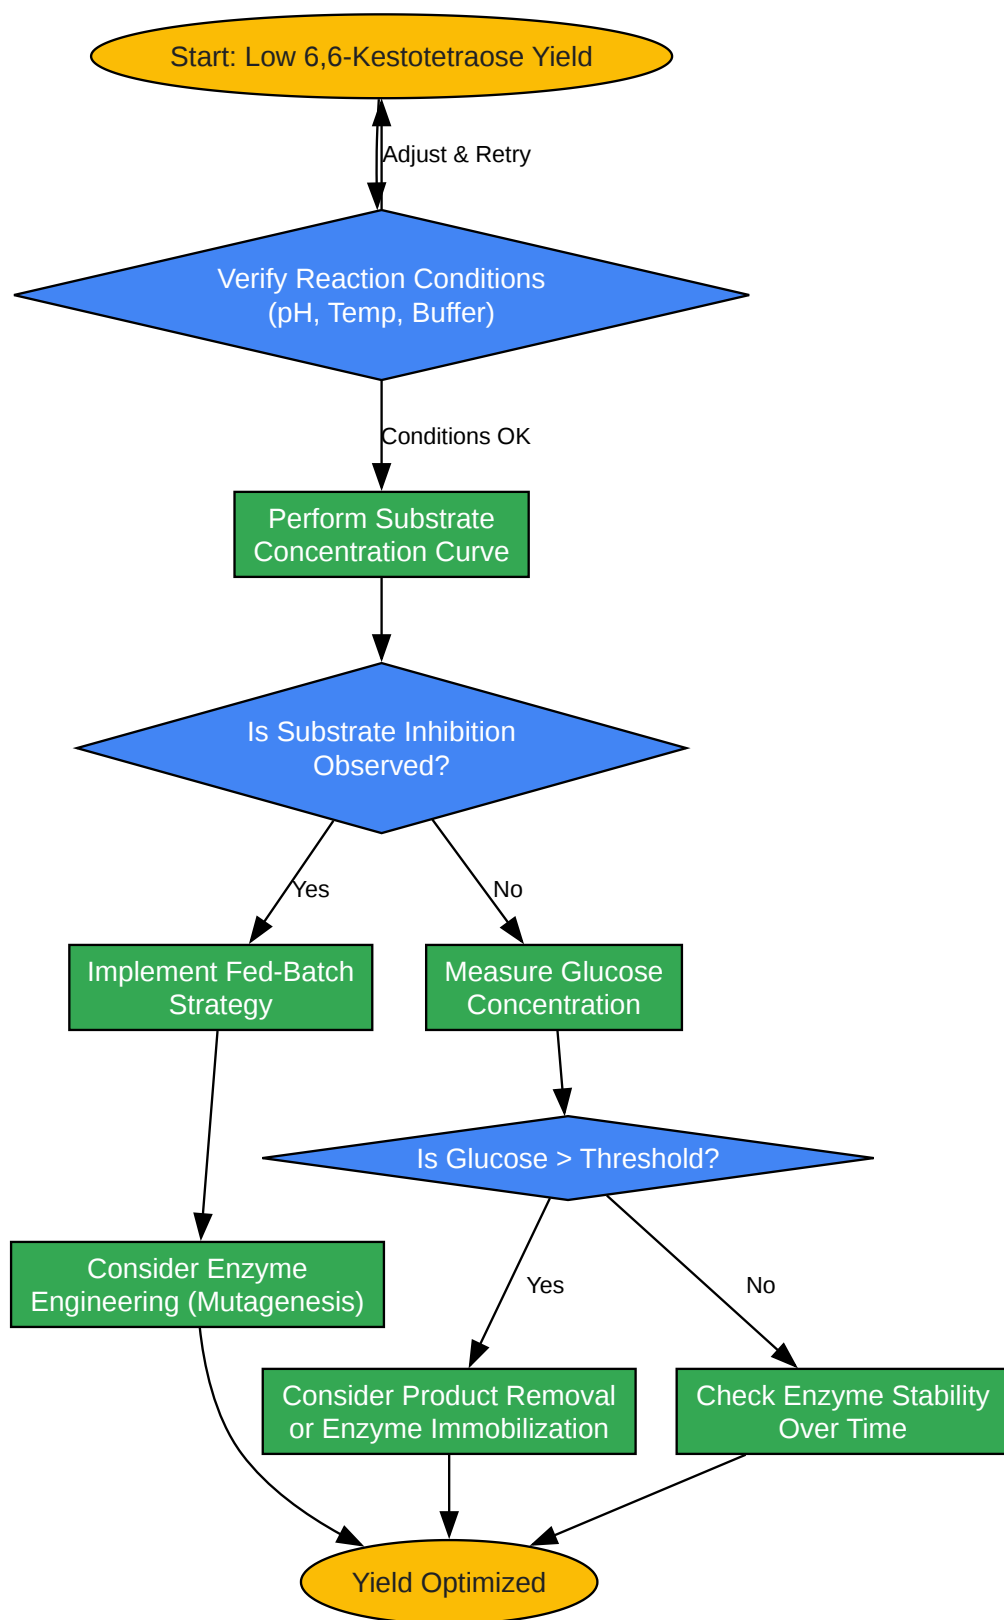 Start: Low 6,6-Kestotetraose Yield
Adjust & Retry
Verify Reaction Conditions
(pH, Temp, Buffer)
Conditions OK
Perform Substrate
Concentration Curve
Is Substrate Inhibition
Observed?
Yes
No
Implement Fed-Batch
Strategy
Measure Glucose
Concentration
Is Glucose > Threshold?
Consider Enzyme
Engineering (Mutagenesis)
Yes
No
Consider Product Removal
or Enzyme Immobilization
Check Enzyme Stability
Over Time
Yield Optimized